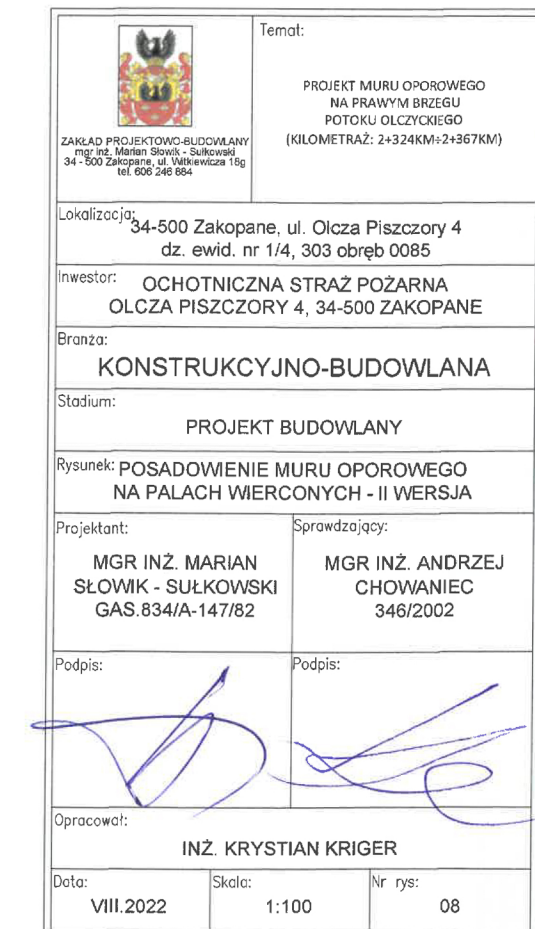 Temat:
PROJEKT MURU OPOROWEGO
NA PRAWYM BRZEGU
POTOKU OLCZYCKIEGO
(KILOMETRAŻ: 2+324KM÷2+367KM)
ZAKŁAD PROJEKTOWO-BUDOWLANY
mgr inż. Marian Słowik - Sułkowski
34 - 500 Zakopane, ul. Witkiewicza 18g
tel. 606 246 884
Lokalizacja:
34-500 Zakopane, ul. Olcza Piszczory 4
dz. ewid. nr 1/4, 303 obręb 0085
Inwestor:
OCHOTNICZNA STRAŻ POŻARNA
OLCZA PISZCZORY 4, 34-500 ZAKOPANE
Branża:
KONSTRUKCYJNO-BUDOWLANA
Stadium:
PROJEKT BUDOWLANY
Rysunek: POSADOWIENIE MURU OPOROWEGO
NA PALACH WIERCONYCH - II WERSJA
Projektant:
MGR INŻ. MARIAN
SŁOWIK - SUŁKOWSKI
GAS.834/A-147/82
Sprawdzający:
MGR INŻ. ANDRZEJ
CHOWANIEC
346/2002
Podpis:
Podpis:
Opracował:
INŻ. KRYSTIAN KRIGER
Data:
VIII.2022
Skala:
1:100
Nr rys:
08